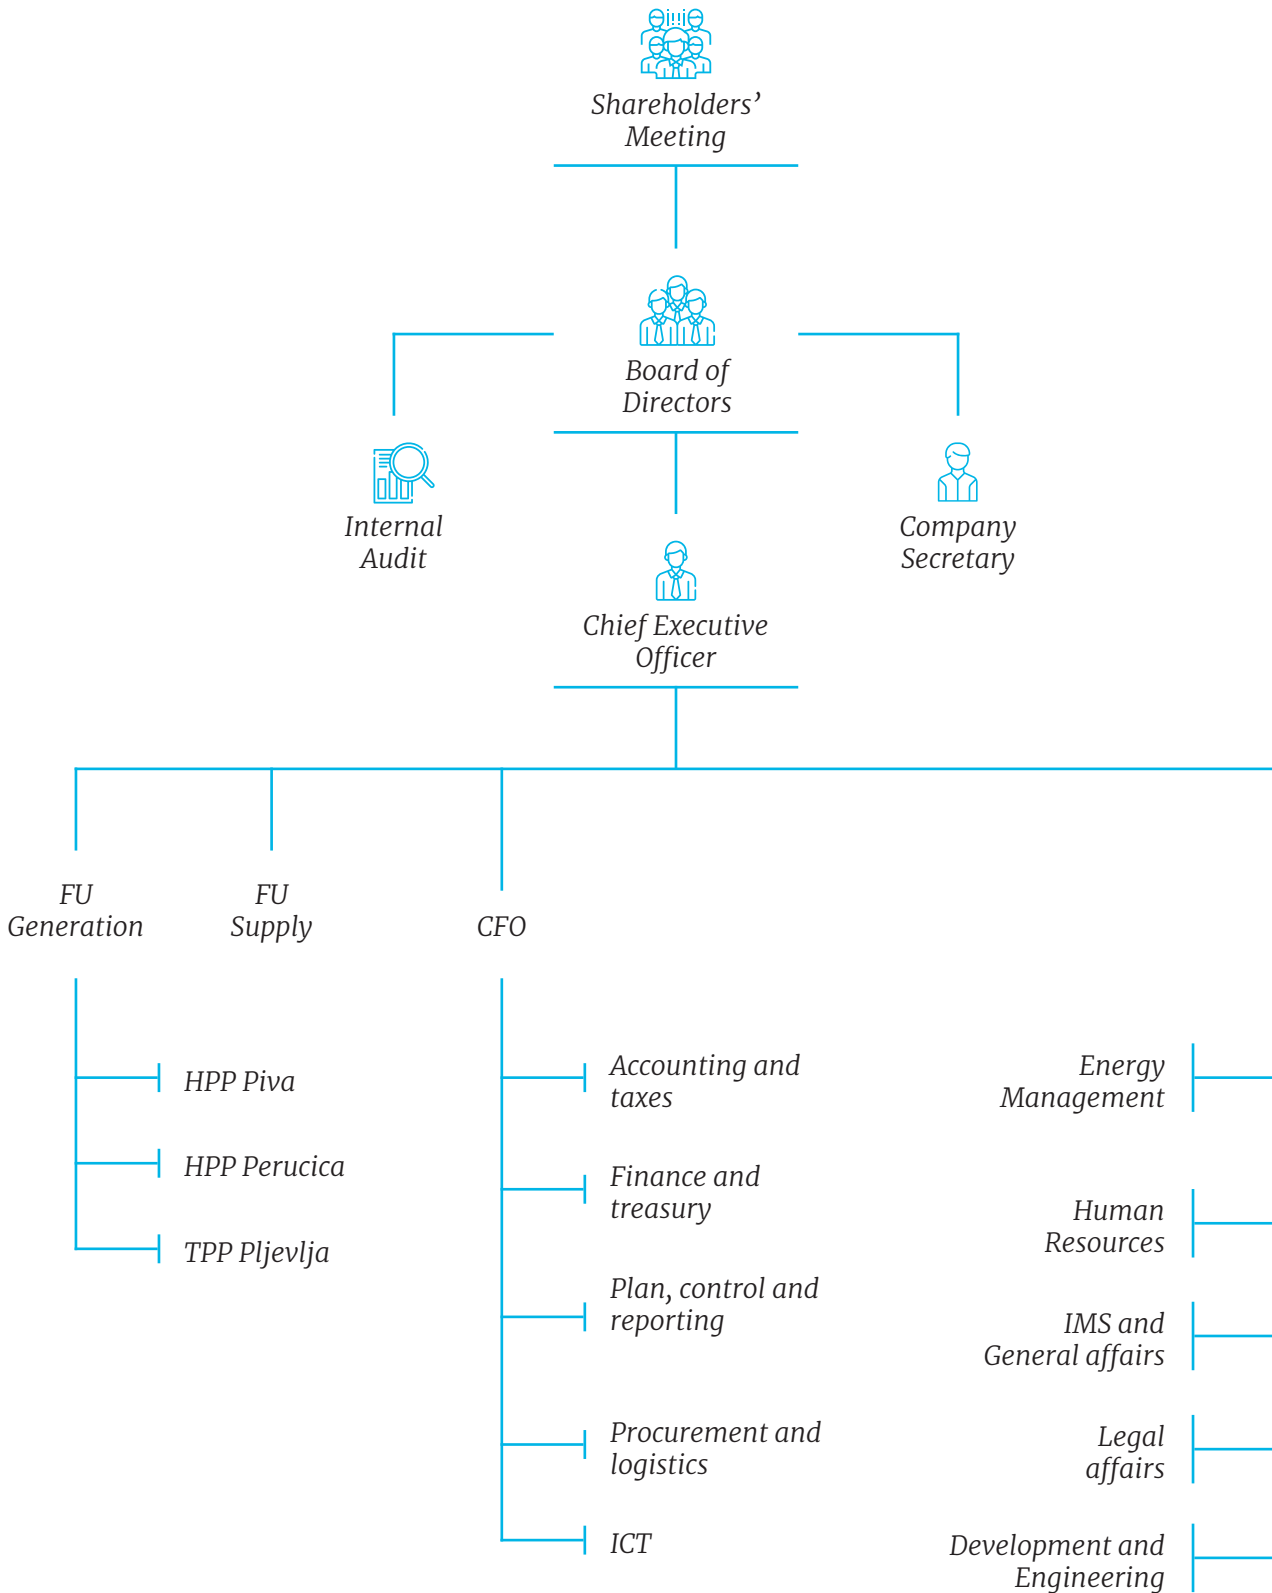 Shareholders’
Meeting
Board of
Directors
Internal
Audit
Company
Secretary
Chief Executive
Officer
FU
Generation
FU
Supply
CFO
HPP Piva
HPP Perucica
TPP Pljevlja
Accounting and
taxes
Finance and
treasury
Plan, control and
reporting
Procurement and
logistics
ICT
Energy
Management
Human
Resources
IMS and
General affairs
Legal
affairs
Development and
Engineering